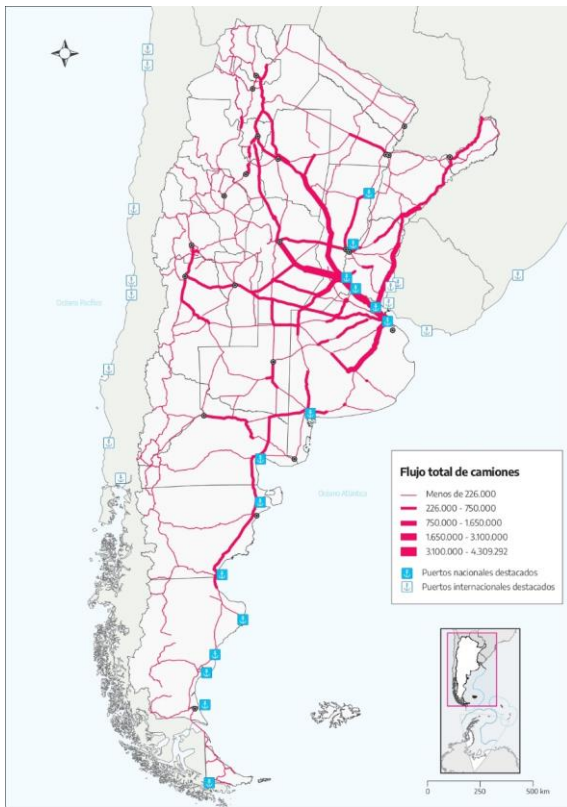 Océano Pacífico
Océano Atlántico
Flujo total de camiones
Menos de 226.000
226.000 - 750.000
750.000 - 1.650.000
1.650.000 - 3.100.000
3.100.000 - 4.309.292
Puertos nacionales destacados
Puertos internacionales destacados
0 250 500 km